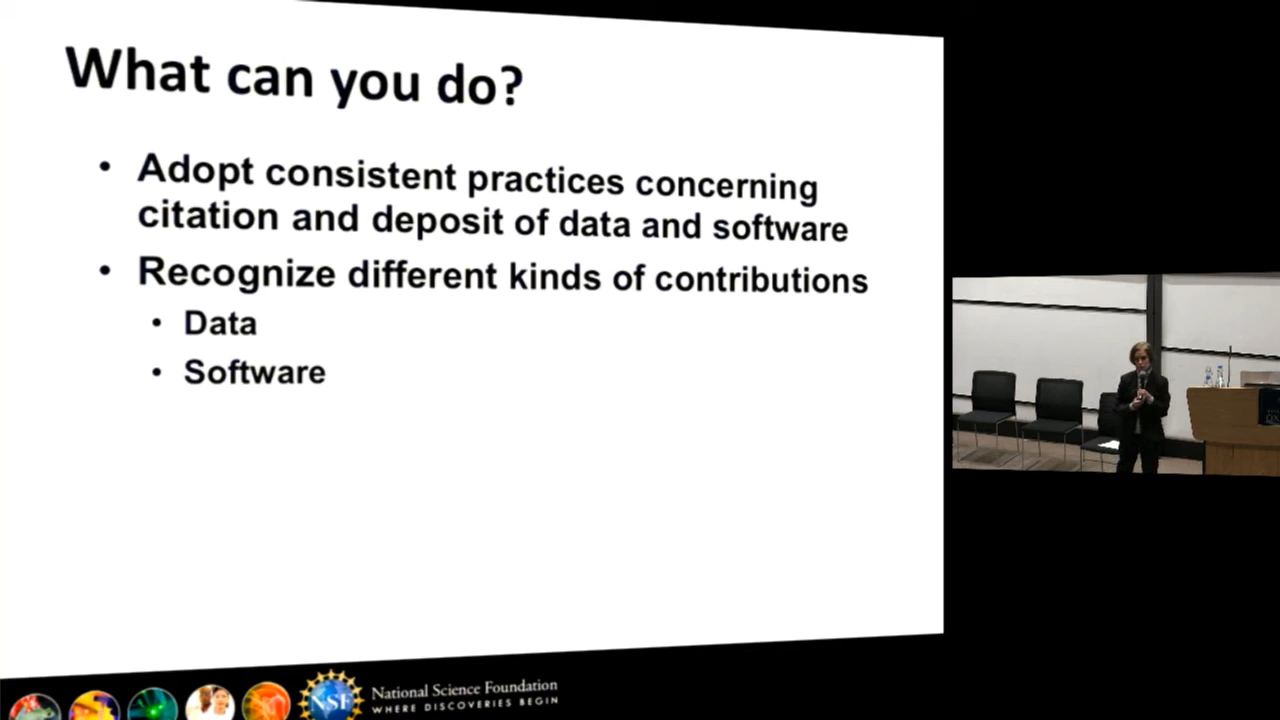 What can you do?
• Adopt consistent practices concerning
citation and deposit of data and software
• Recognize different kinds of contributions
• Data
• Software
NSF
National Science Foundation
WHERE DISCOVERIES BEGIN